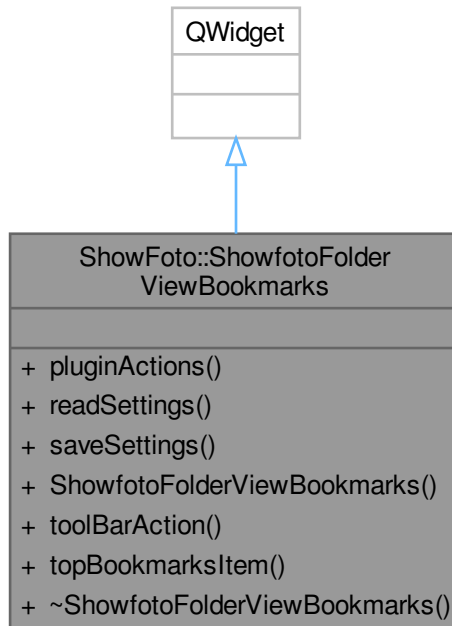 QWidget
ShowFoto::ShowfotoFolder
ViewBookmarks
+ pluginActions()
+ readSettings()
+ saveSettings()
+ ShowfotoFolderViewBookmarks()
+ toolBarAction()
+ topBookmarksItem()
+ ~ShowfotoFolderViewBookmarks()